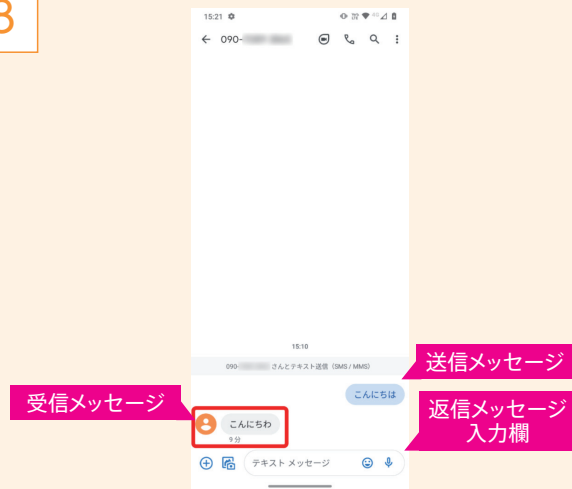 3
15:21
090-
15:10
090- さんとテキスト送信（SMS / MMS）
送信メッセージ
こんにちは
受信メッセージ
こんにちわ
9 分
返信メッセージ
入力欄
テキスト メッセージ